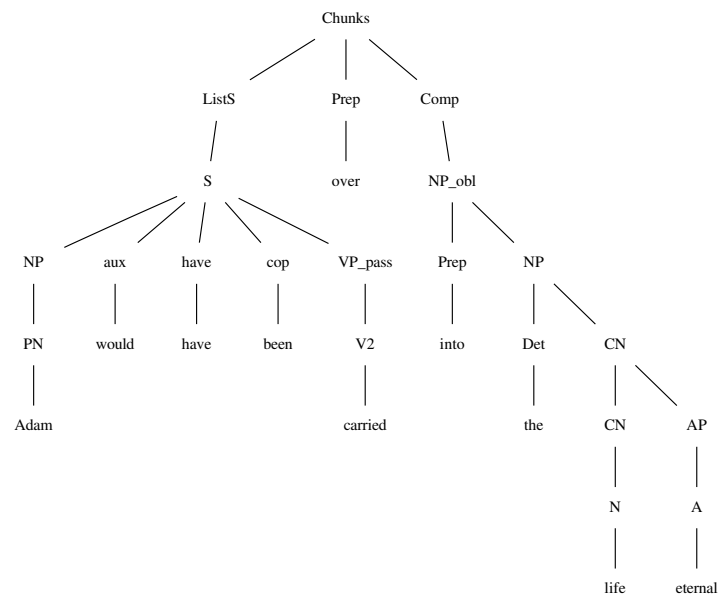 Chunks
ListS Prep Comp
S over NP_obl
NP aux have cop VP_pass Prep NP
PN would have been V2 into Det CN
Adam carried the CN AP
N A
life eternal